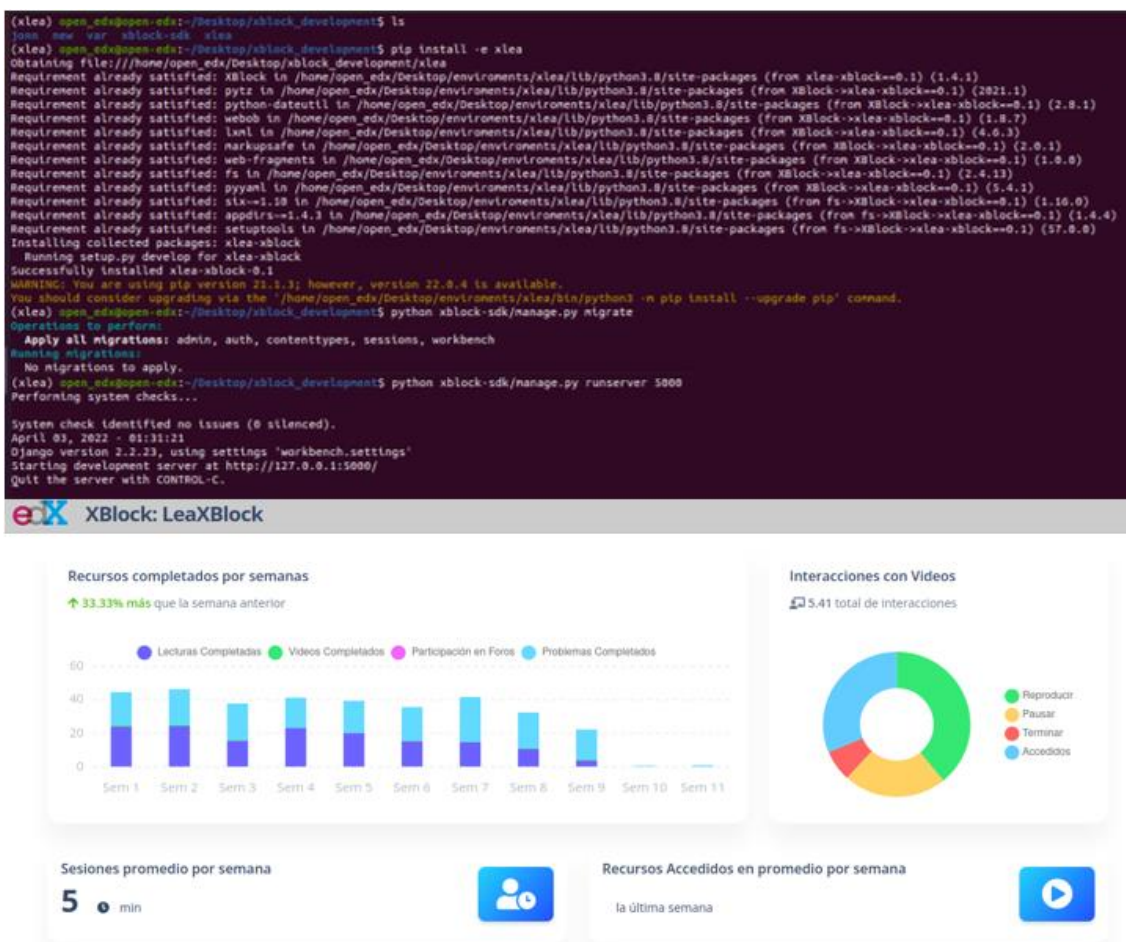 (xlea) open_edx@open-edx:~/Desktop/xblock_development$ ls
jonn new var xblock-sdk xlea
(xlea) open_edx@open-edx:~/Desktop/xblock_development$ pip install -e xlea
Obtaining file:///home/open_edx/Desktop/xblock_development/xlea
Requirement already satisfied: XBlock in /home/open_edx/Desktop/enviroments/xlea/lib/python3.8/site-packages (from xlea-xblock==0.1) (1.4.1)
Requirement already satisfied: pytz in /home/open_edx/Desktop/enviroments/xlea/lib/python3.8/site-packages (from XBlock->xlea-xblock==0.1) (2021.1)
Requirement already satisfied: python-dateutil in /home/open_edx/Desktop/enviroments/xlea/lib/python3.8/site-packages (from XBlock->xlea-xblock==0.1) (2.8.1)
Requirement already satisfied: webob in /home/open_edx/Desktop/enviroments/xlea/lib/python3.8/site-packages (from XBlock->xlea-xblock==0.1) (1.8.7)
Requirement already satisfied: lxml in /home/open_edx/Desktop/enviroments/xlea/lib/python3.8/site-packages (from XBlock->xlea-xblock==0.1) (4.6.3)
Requirement already satisfied: markupsafe in /home/open_edx/Desktop/enviroments/xlea/lib/python3.8/site-packages (from XBlock->xlea-xblock==0.1) (2.0.1)
Requirement already satisfied: web-fragments in /home/open_edx/Desktop/enviroments/xlea/lib/python3.8/site-packages (from XBlock->xlea-xblock==0.1) (1.0.0)
Requirement already satisfied: fs in /home/open_edx/Desktop/enviroments/xlea/lib/python3.8/site-packages (from XBlock->xlea-xblock==0.1) (2.4.13)
Requirement already satisfied: pyyaml in /home/open_edx/Desktop/enviroments/xlea/lib/python3.8/site-packages (from XBlock->xlea-xblock==0.1) (5.4.1)
Requirement already satisfied: six~=1.10 in /home/open_edx/Desktop/enviroments/xlea/lib/python3.8/site-packages (from fs->XBlock->xlea-xblock==0.1) (1.16.0)
Requirement already satisfied: appdirs~=1.4.3 in /home/open_edx/Desktop/enviroments/xlea/lib/python3.8/site-packages (from fs->XBlock->xlea-xblock==0.1) (1.4.4)
Requirement already satisfied: setuptools in /home/open_edx/Desktop/enviroments/xlea/lib/python3.8/site-packages (from fs->XBlock->xlea-xblock==0.1) (57.0.0)
Installing collected packages: xlea-xblock
Running setup.py develop for xlea-xblock
Successfully installed xlea-xblock-0.1
WARNING: You are using pip version 21.1.3; however, version 22.0.4 is available.
You should consider upgrading via the '/home/open_edx/Desktop/enviroments/xlea/bin/python3 -m pip install --upgrade pip' command.
(xlea) open_edx@open-edx:~/Desktop/xblock_development$ python xblock-sdk/manage.py migrate
Operations to perform:
Apply all migrations: admin, auth, contenttypes, sessions, workbench
Running migrations:
No migrations to apply.
(xlea) open_edx@open-edx:~/Desktop/xblock_development$ python xblock-sdk/manage.py runserver 5000
Performing system checks...
System check identified no issues (0 silenced).
April 03, 2022 - 01:31:21
Django version 2.2.23, using settings 'workbench.settings'
Starting development server at http://127.0.0.1:5000/
Quit the server with CONTROL-C.
edX XBlock: LeaXBlock
Recursos completados por semanas
33.33% más que la semana anterior
Lecturas Completadas Videos Completados Participación en Foros Problemas Completados
60
40
20
0
Sem 1 Sem 2 Sem 3 Sem 4 Sem 5 Sem 6 Sem 7 Sem 8 Sem 9 Sem 10 Sem 11
Interacciones con Videos
5.41 total de interacciones
Reproducir
Pausar
Terminar
Accedidos
Sesiones promedio por semana
5 min
Recursos Accedidos en promedio por semana
la última semana